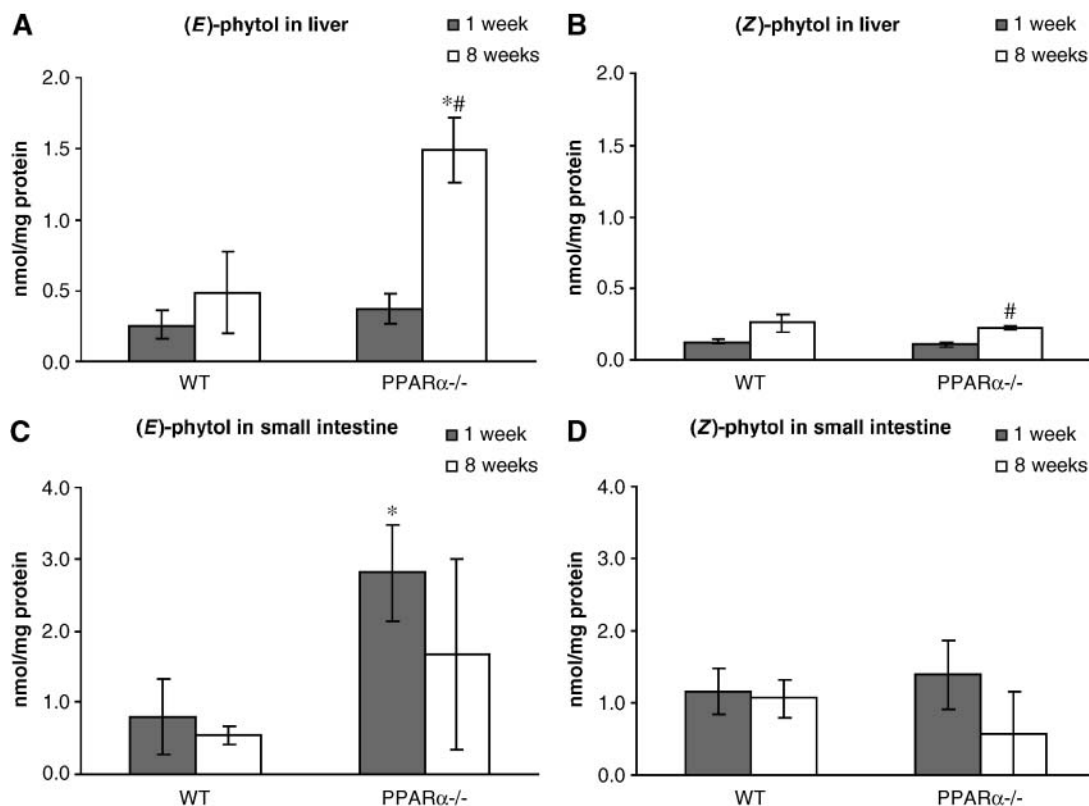 A
(E)-phytol in liver
1 week
8 weeks
nmol/mg protein
2.0
1.5
1.0
0.5
0.0
*#
WT
PPARα-/-
B
(Z)-phytol in liver
1 week
8 weeks
nmol/mg protein
2.0
1.5
1.0
0.5
0.0
#
WT
PPARα-/-
C
(E)-phytol in small intestine
1 week
8 weeks
nmol/mg protein
4.0
3.0
2.0
1.0
0.0
*
WT
PPARα-/-
D
(Z)-phytol in small intestine
1 week
8 weeks
nmol/mg protein
4.0
3.0
2.0
1.0
0.0
WT
PPARα-/-